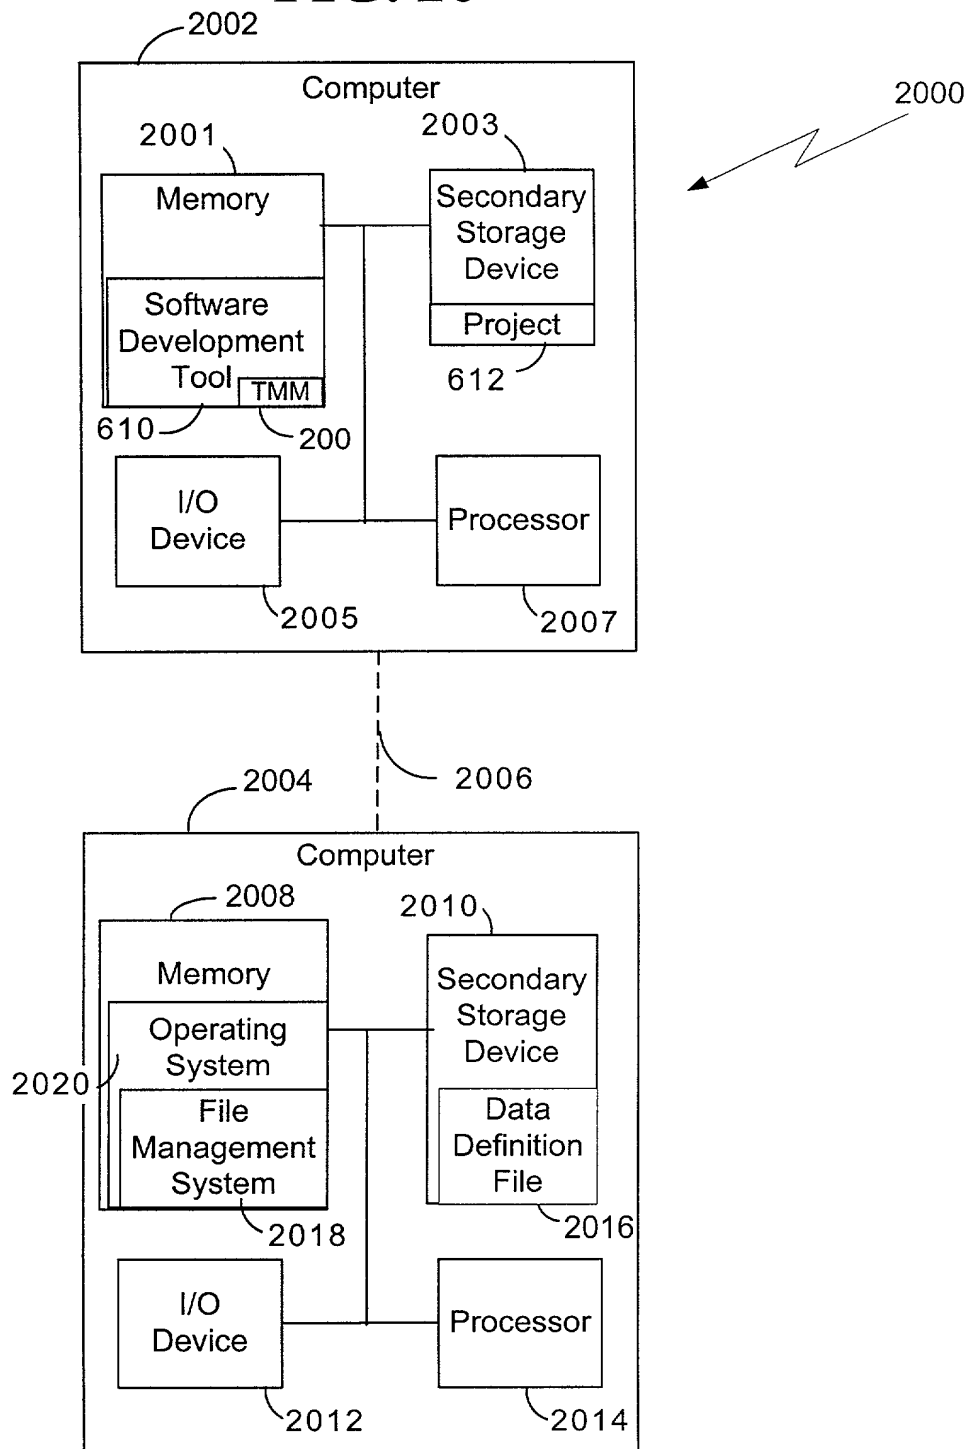 2002
Computer
2000
2001
2003
Memory
Secondary
Storage
Device
Software
Development
Tool
Project
TMM
612
610
200
I/O
Device
Processor
2005
2007
2006
2004
Computer
2008
2010
Memory
Secondary
Storage
Device
Operating
System
2020
File
Management
System
Data
Definition
File
2018
2016
I/O
Device
Processor
2012
2014